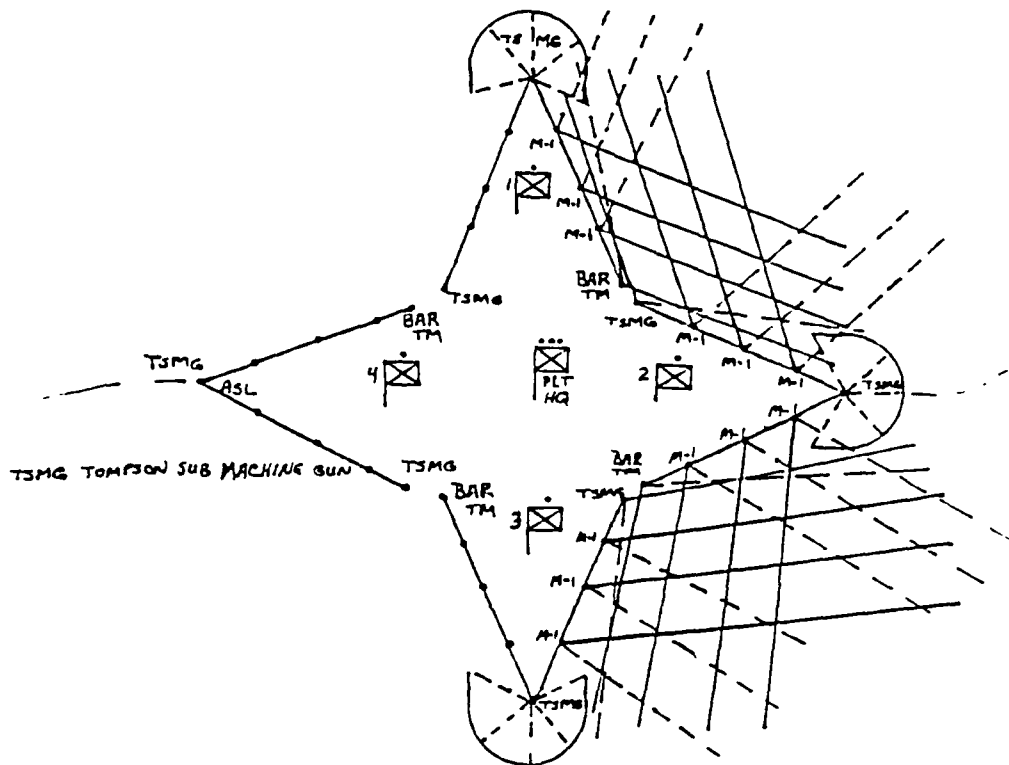 TS MG
M-1
1
M-1
M-1
BAR
TM
TSMG
TSMG
BAR
TM
M-1
M-1
M-1
TSMG
ASL
4
PLT
HQ
2
TSMG
M-
M-
M-1
BAR
TM
TSMG
TSMG TOMPSON SUB MACHINE GUN
TSMG
BAR
TM
3
M-1
M-1
M-1
TSMG